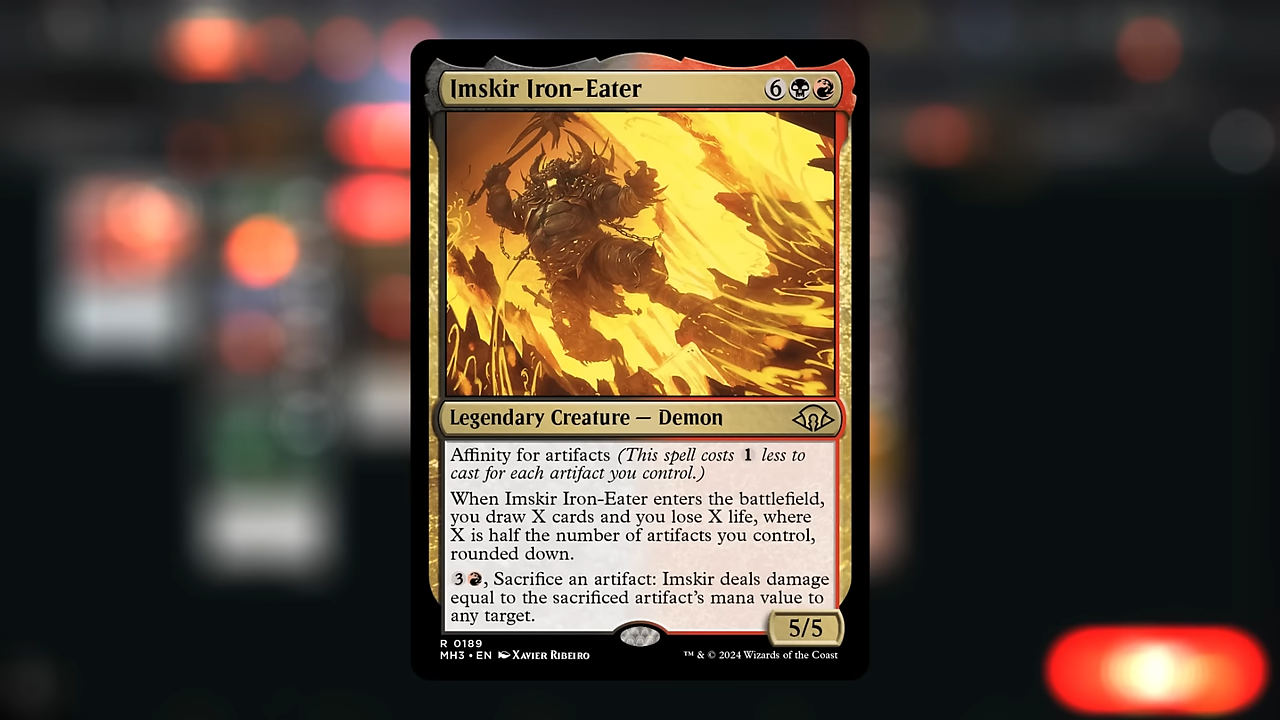 Imskir Iron-Eater 6
Legendary Creature — Demon
Affinity for artifacts (This spell costs 1 less to
cast for each artifact you control.)
When Imskir Iron-Eater enters the battlefield,
you draw X cards and you lose X life, where
X is half the number of artifacts you control,
rounded down.
3, Sacrifice an artifact: Imskir deals damage
equal to the sacrificed artifact's mana value to
any target.
5/5
R 0189
MH3 • EN Xavier Ribeiro
™ & © 2024 Wizards of the Coast